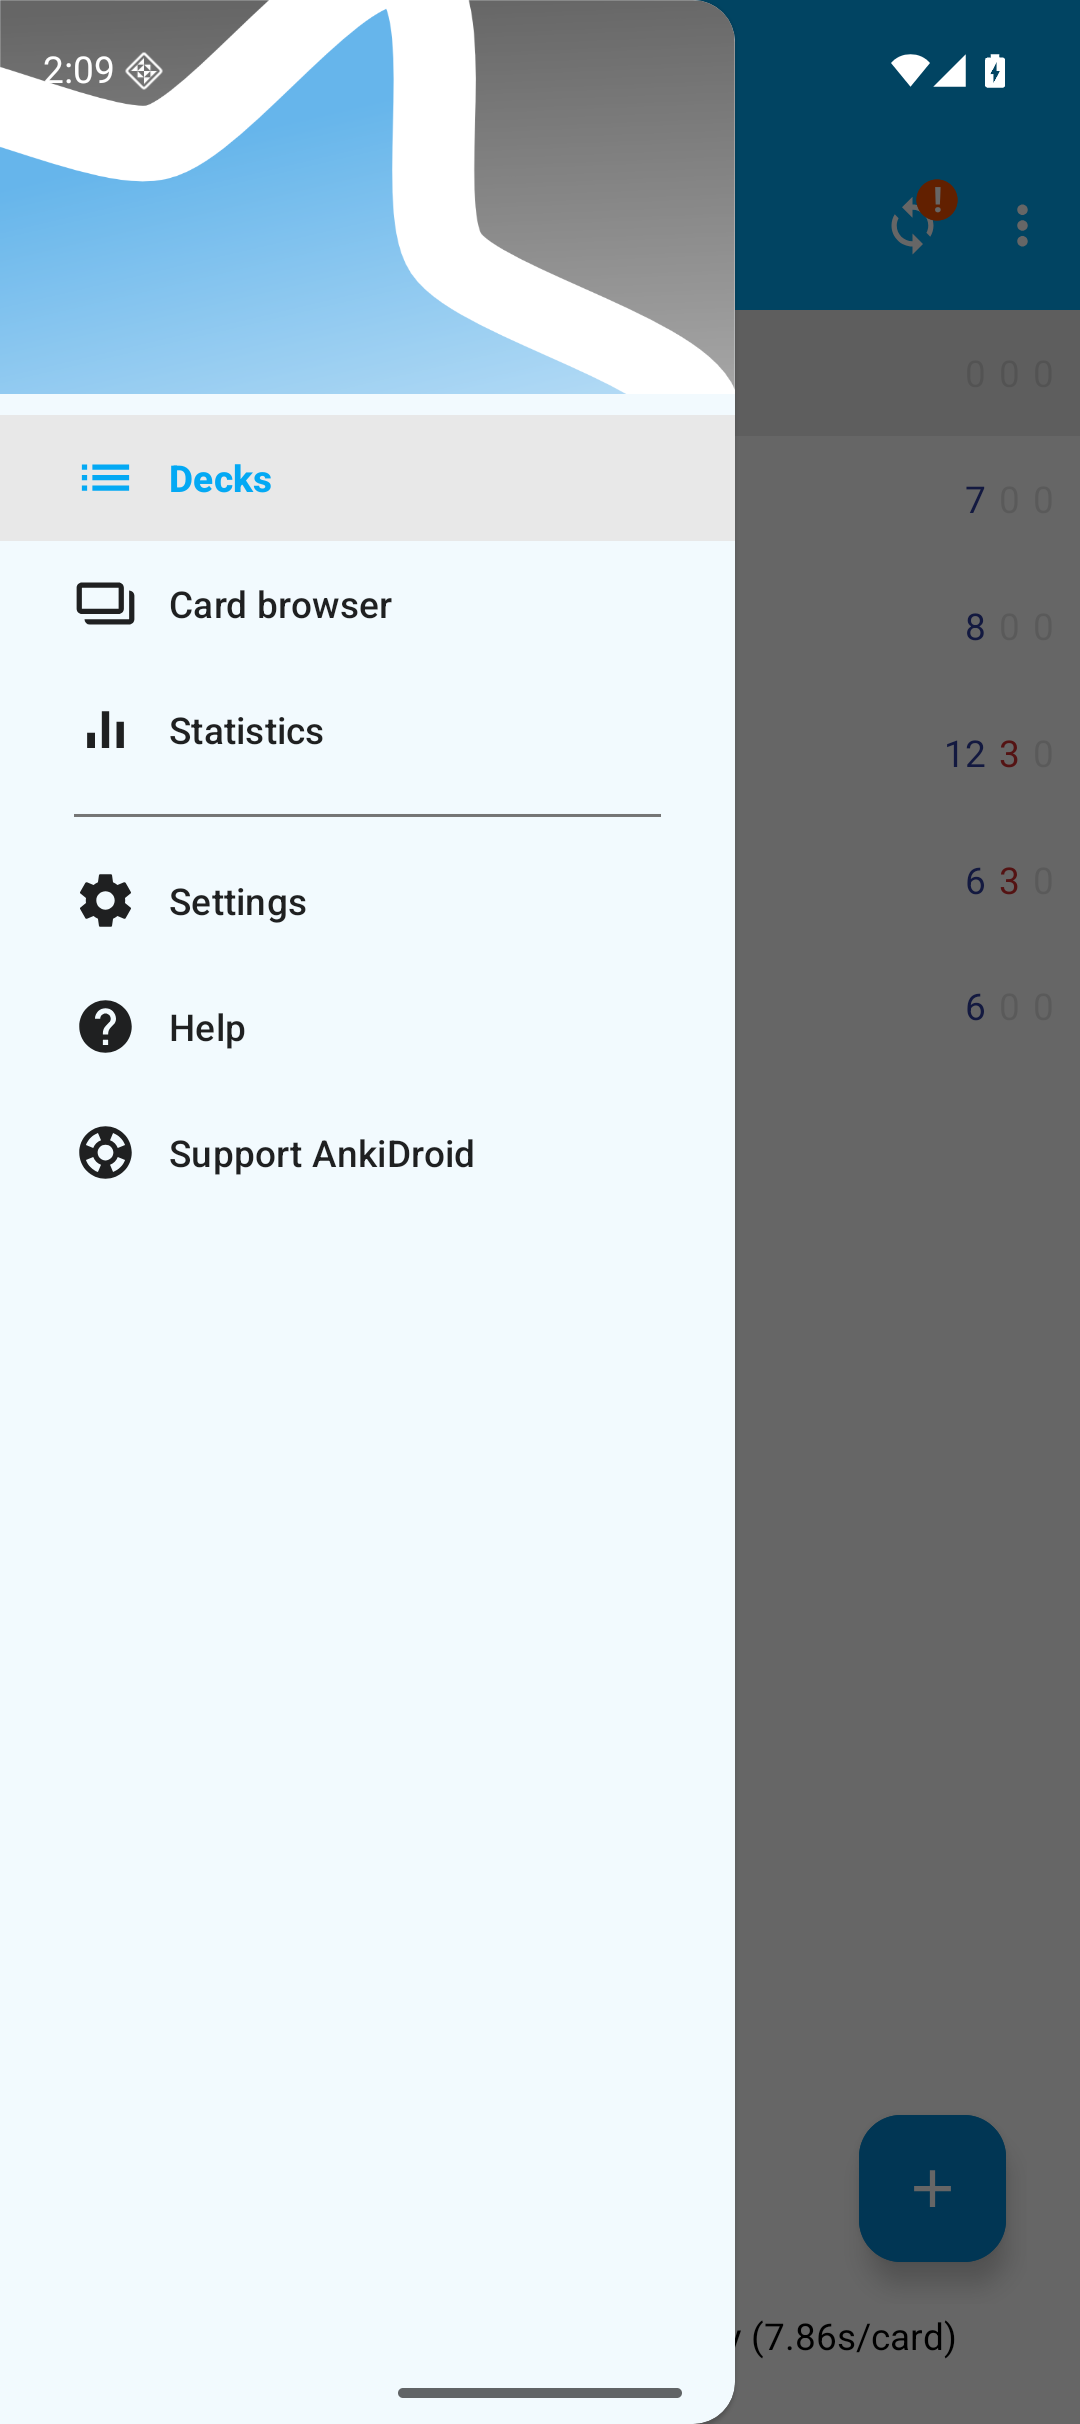 2:09
!
0 0 0
Decks
7 0 0
Card browser
8 0 0
Statistics
12 3 0
Settings
6 3 0
Help
6 0 0
Support AnkiDroid
(7.86s/card)